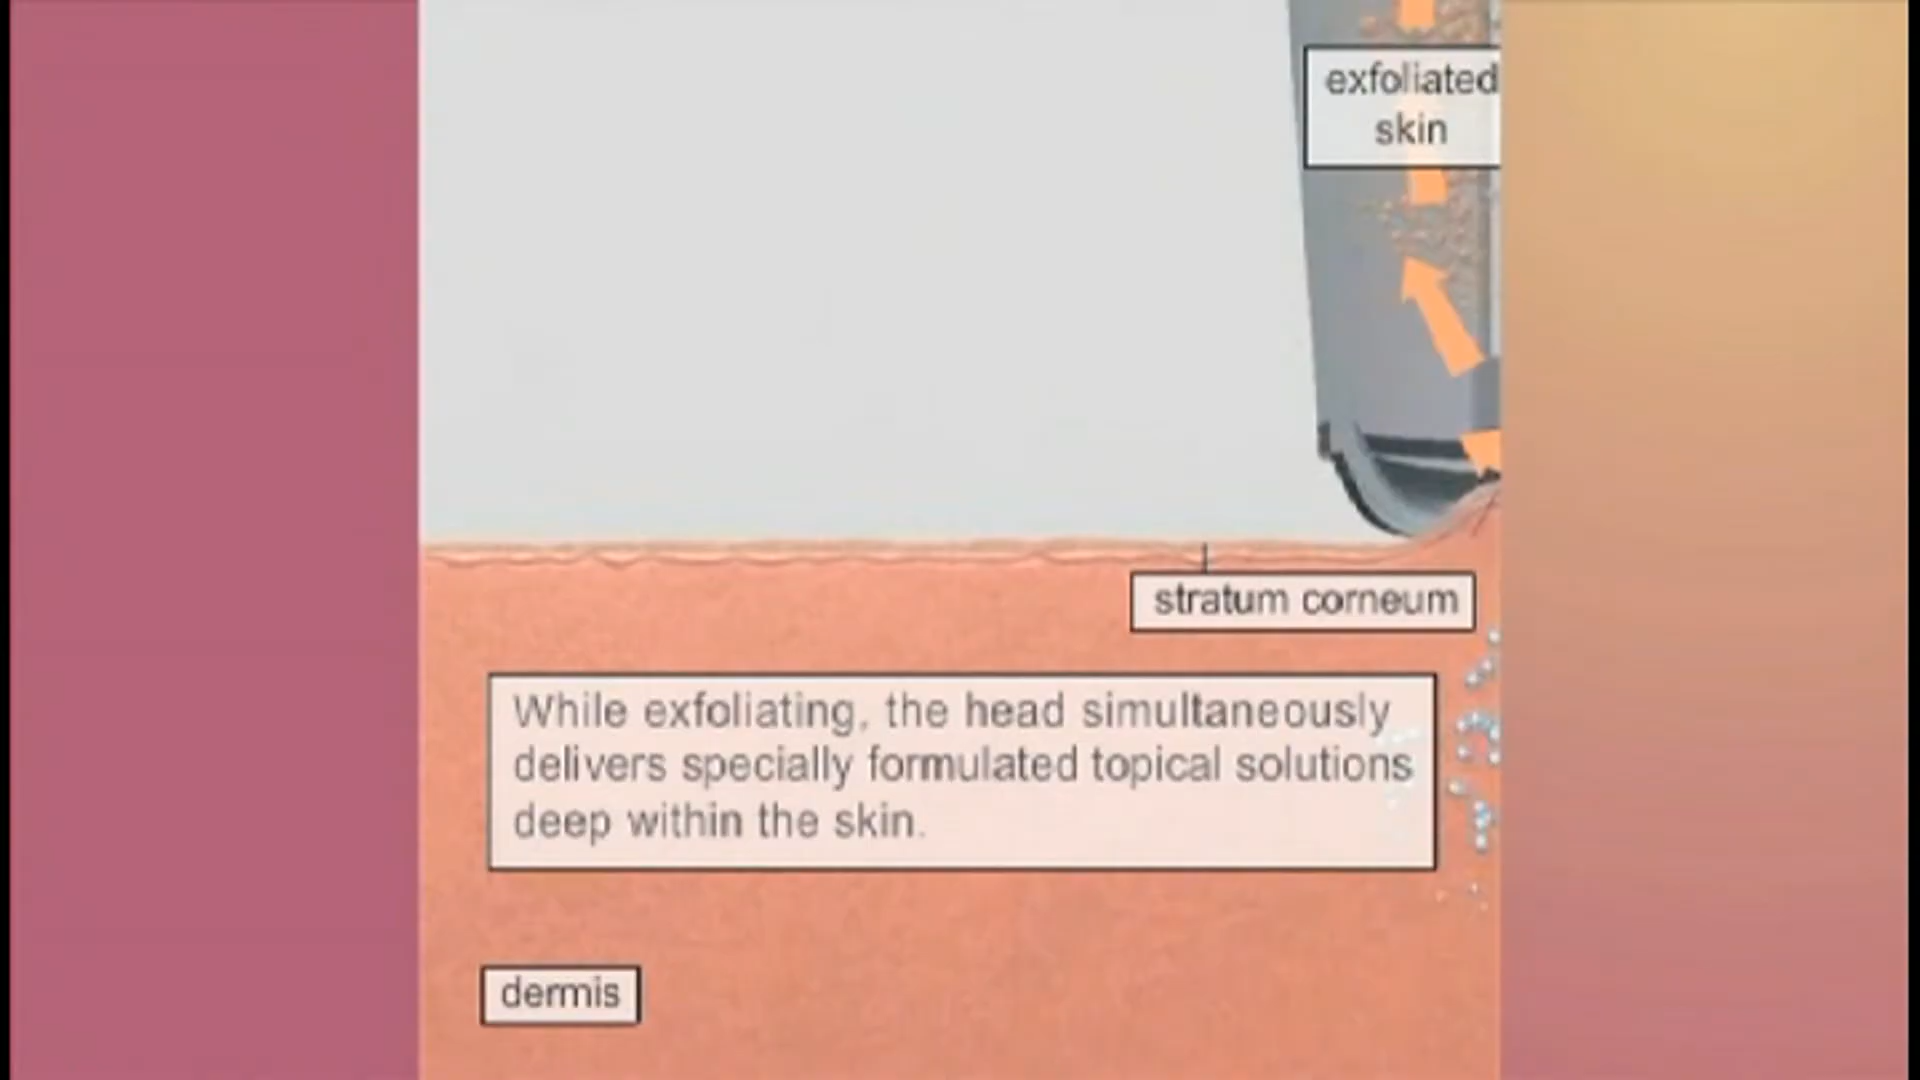 exfoliated
skin
stratum corneum
While exfoliating, the head simultaneously
delivers specially formulated topical solutions
deep within the skin.
dermis